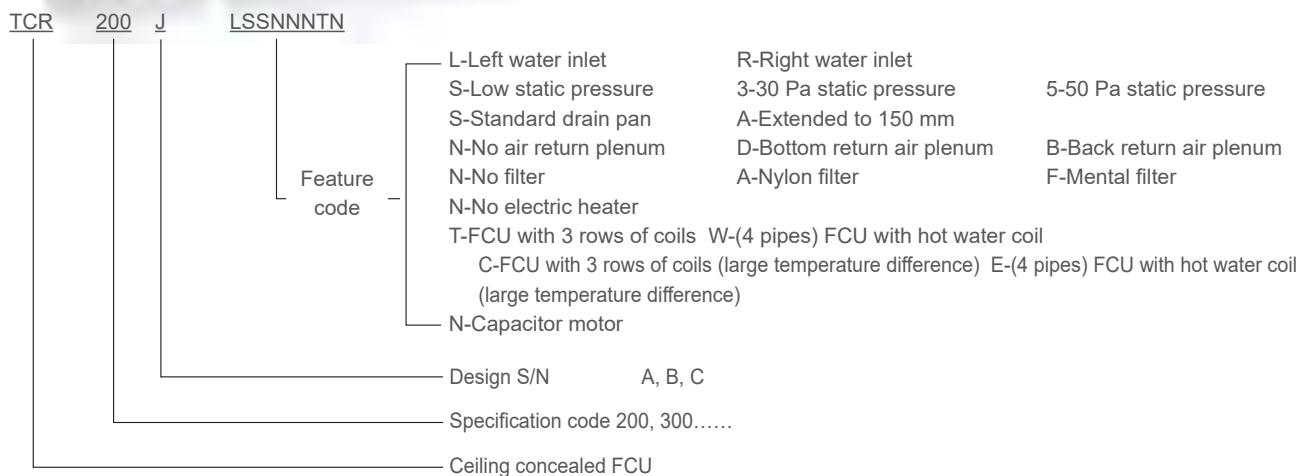 TCR 200 J LSSNNNTN
L-Left water inlet R-Right water inlet
S-Low static pressure 3-30 Pa static pressure 5-50 Pa static pressure
S-Standard drain pan A-Extended to 150 mm
N-No air return plenum D-Bottom return air plenum B-Back return air plenum
N-No filter A-Nylon filter F-Mental filter
Feature
code
N-No electric heater
T-FCU with 3 rows of coils W-(4 pipes) FCU with hot water coil
C-FCU with 3 rows of coils (large temperature difference) E-(4 pipes) FCU with hot water coil
(large temperature difference)
N-Capacitor motor
Design S/N A, B, C
Specification code 200, 300......
Ceiling concealed FCU